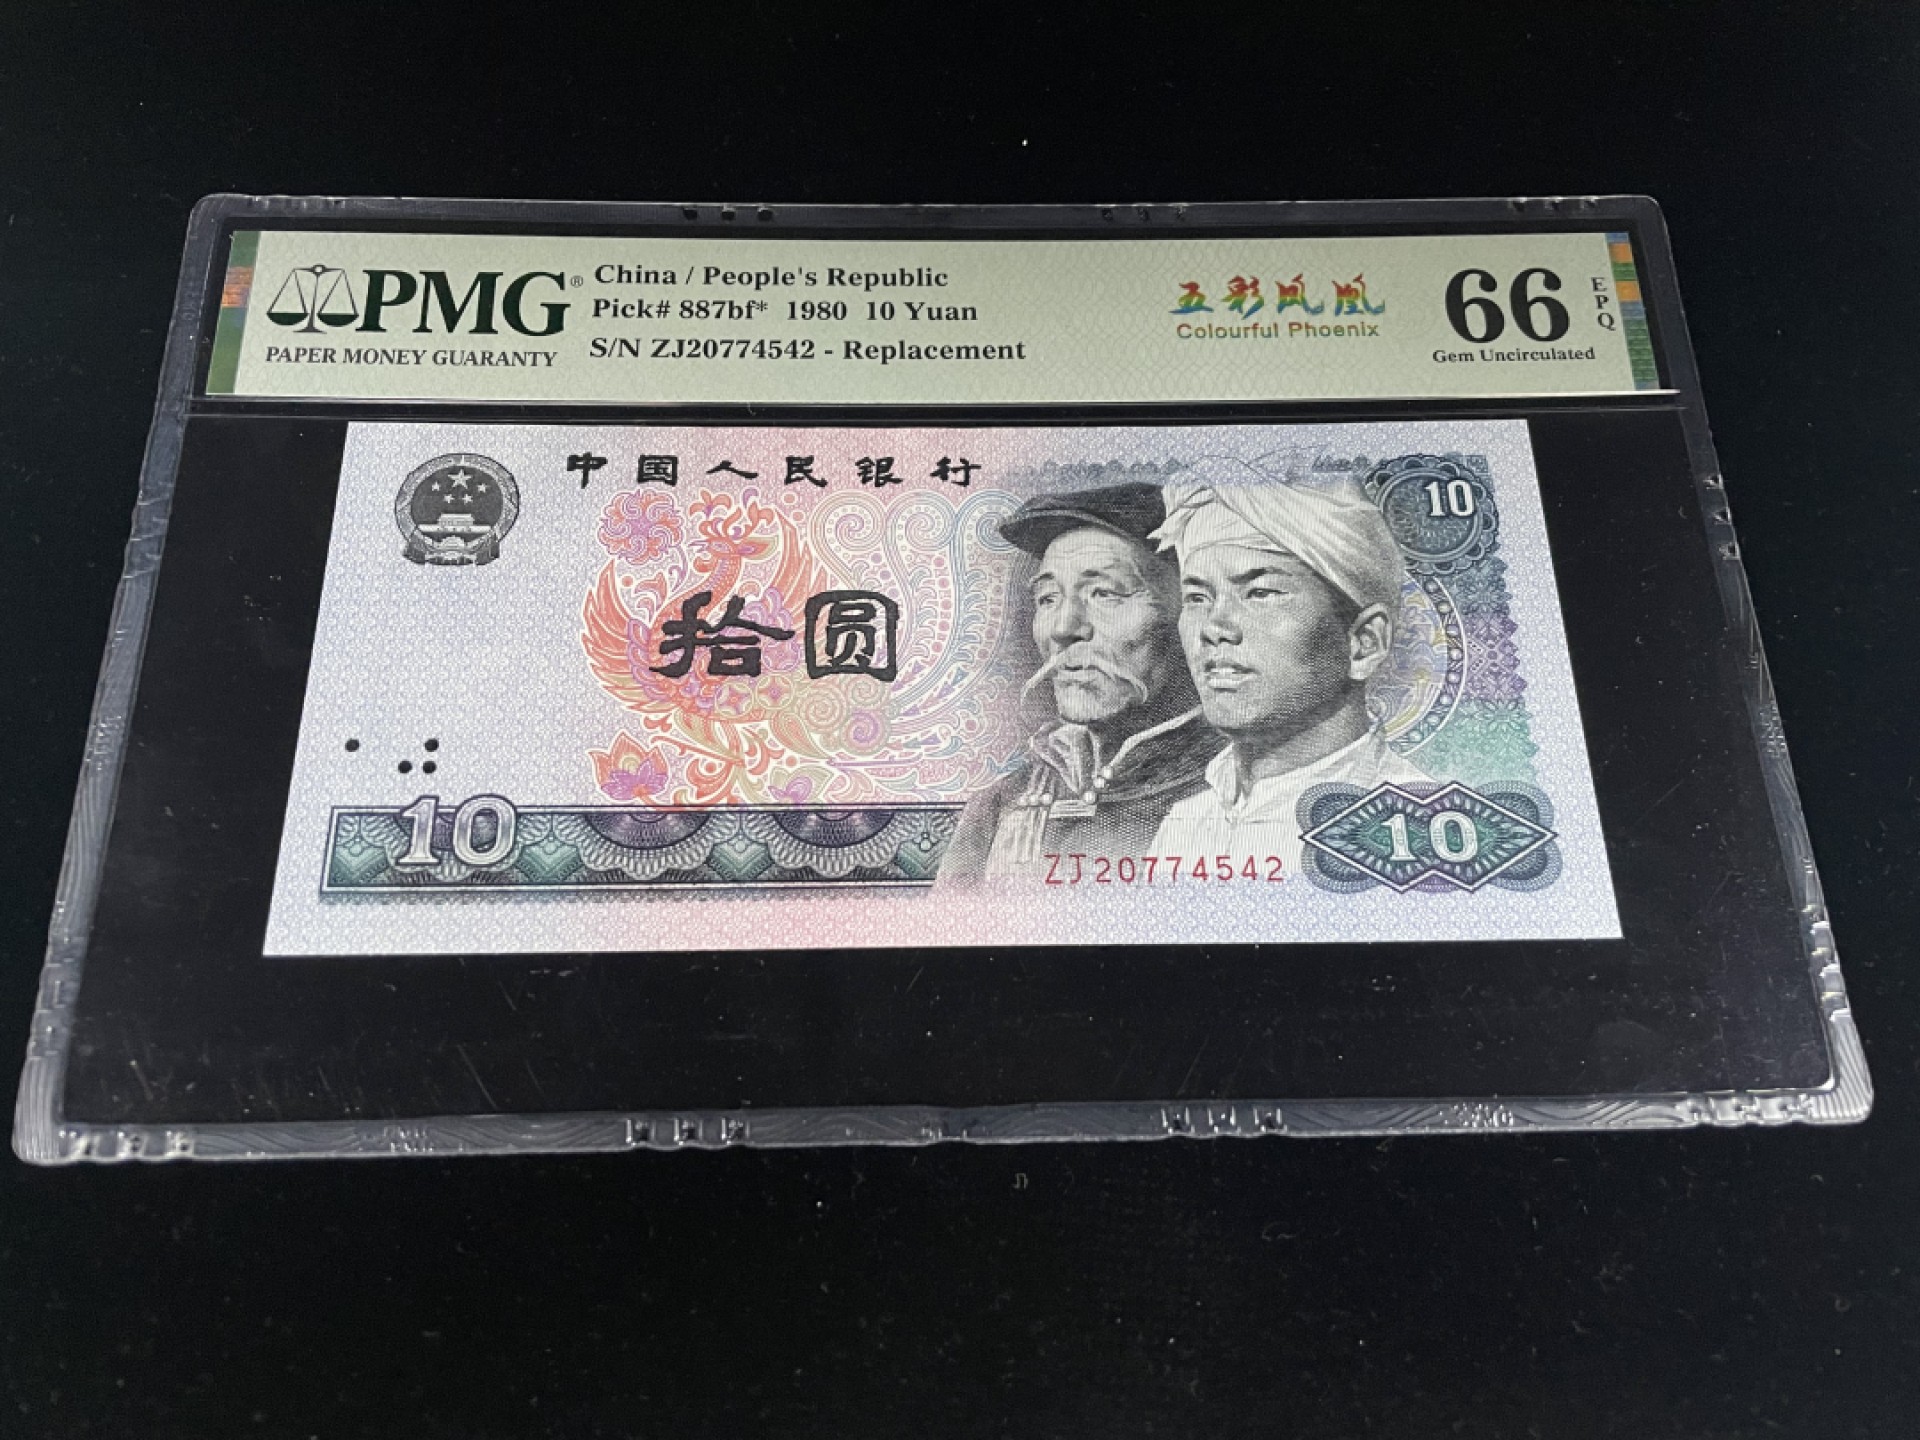 PMG®
PAPER MONEY GUARANTY
China / People's Republic
Pick# 887bf* 1980 10 Yuan
S/N ZJ20774542 - Replacement
五彩凤凰
Colourful Phoenix
66
EPQ
Gem Uncirculated
中国人民银行
10
拾圆
10
ZJ20774542
10